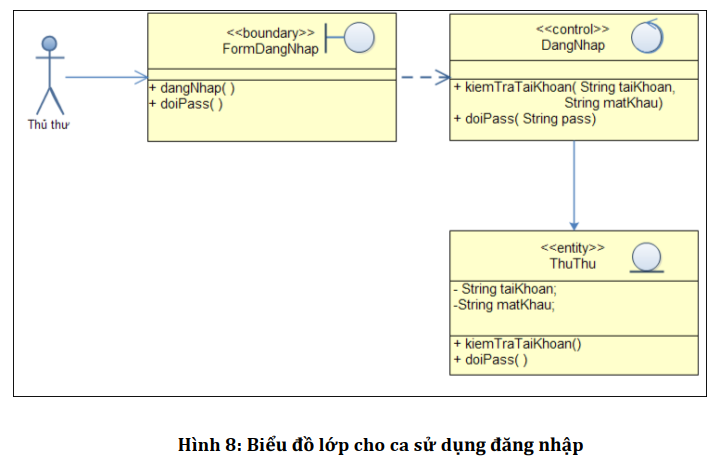 <<boundary>>
FormDangNhap
+ dangNhap( )
+ doiPass( )
<<control>>
DangNhap
+ kiemTraTaiKhoan( String taiKhoan,
String matKhau)
+ doiPass( String pass)
Thủ thư
<<entity>>
ThuThu
- String taiKhoan;
-String matKhau;
+ kiemTraTaiKhoan()
+ doiPass( )
Hình 8: Biểu đồ lớp cho ca sử dụng đăng nhập